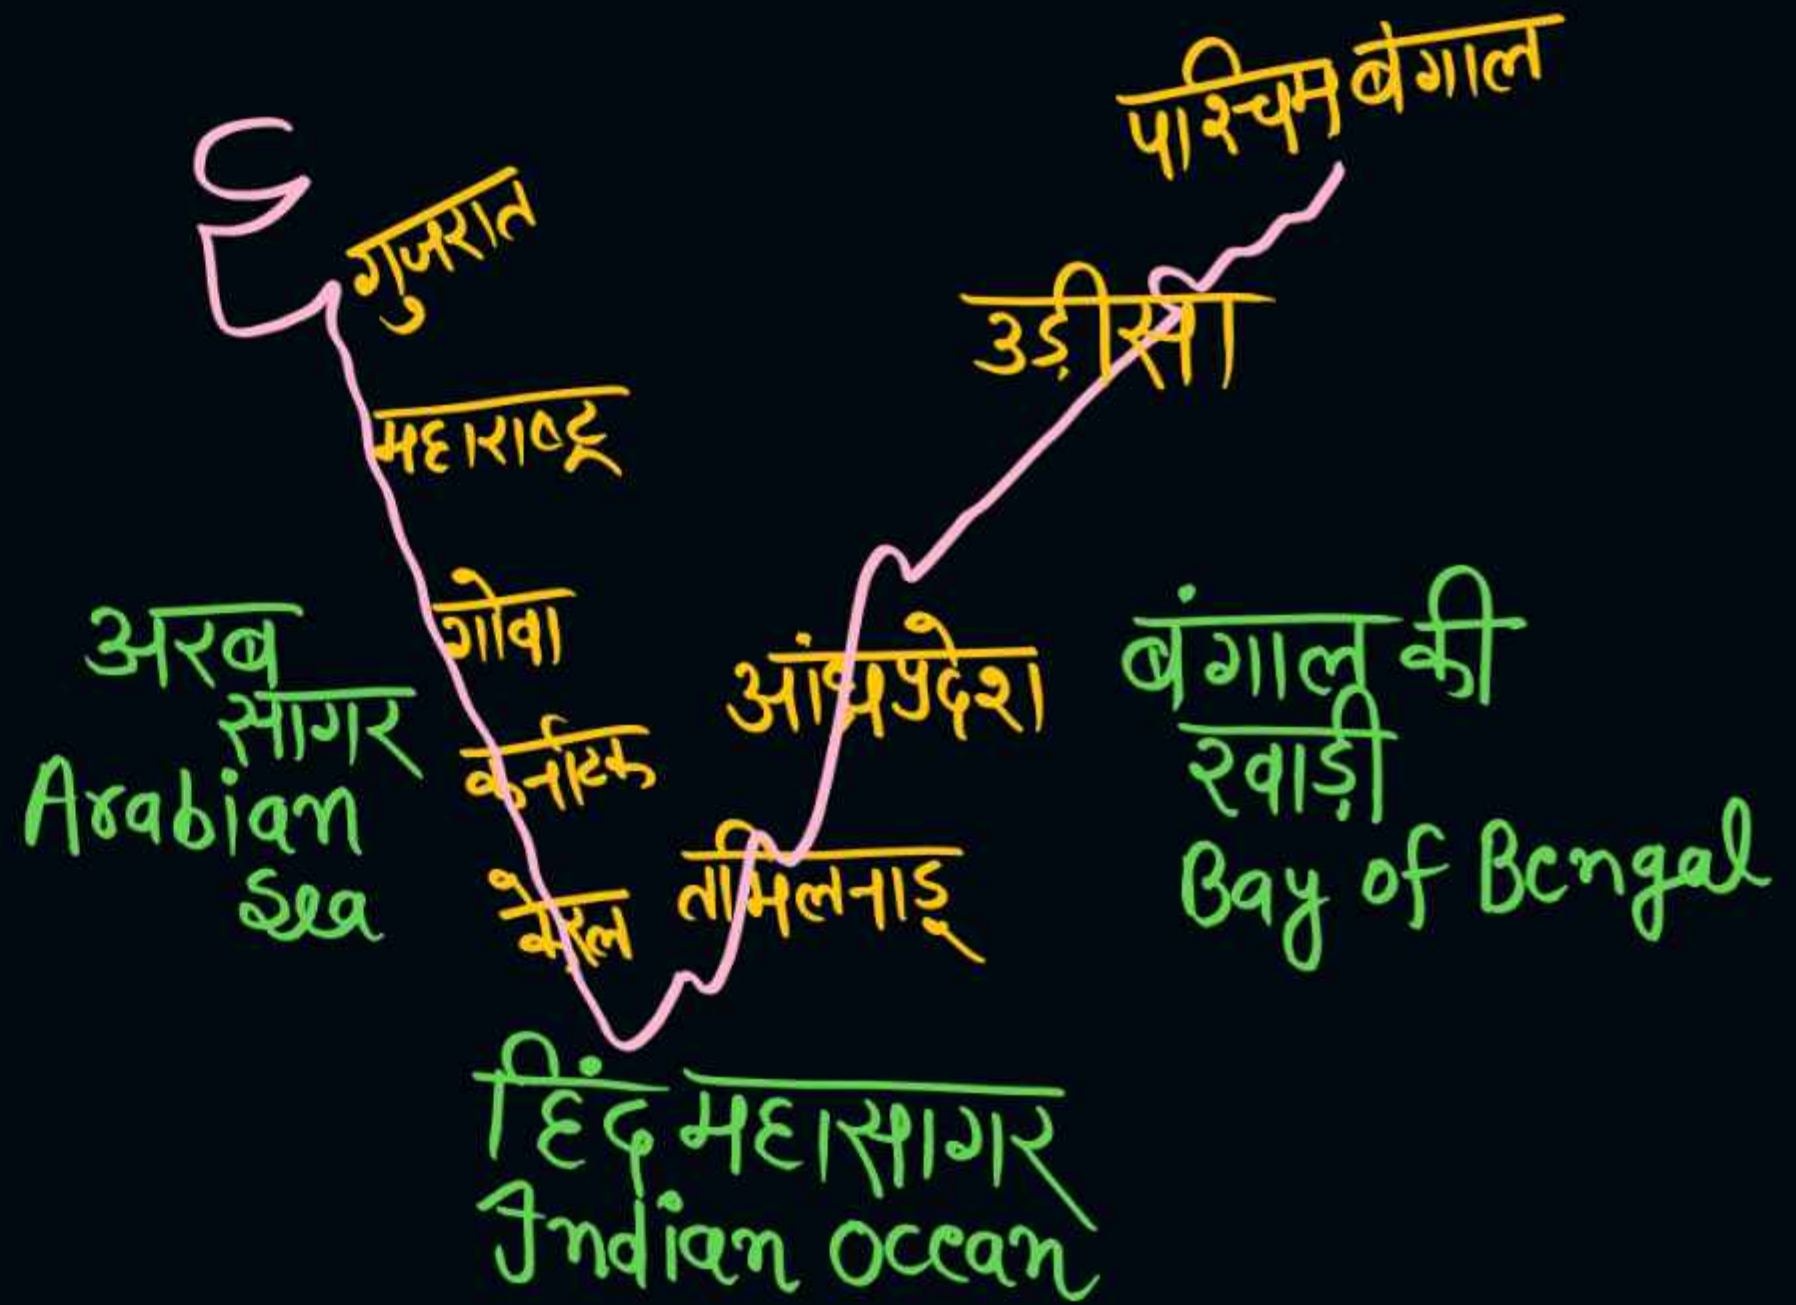 पश्चिम बंगाल
गुजरात
उड़ीसा
महाराष्ट्र
गोवा
अरब
सागर
Arabian
Sea
कर्नाटक
केरल
आंध्रप्रदेश
तमिलनाडू
बंगाल की
खाड़ी
Bay of Bengal
हिंद महासागर
Indian ocean